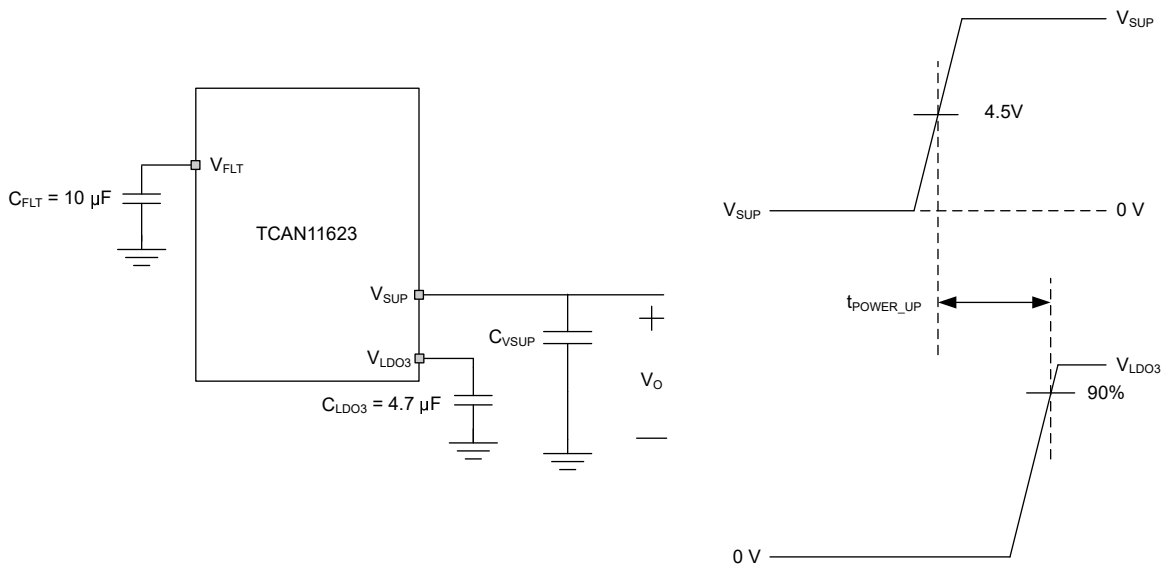 V_FLT
C_FLT = 10 µF
TCAN11623
V_SUP
C_VSUP
V_LDO3
C_LDO3 = 4.7 µF
+
V_O
—
V_SUP
4.5V
V_SUP
0 V
t_POWER_UP
V_LDO3
90%
0 V